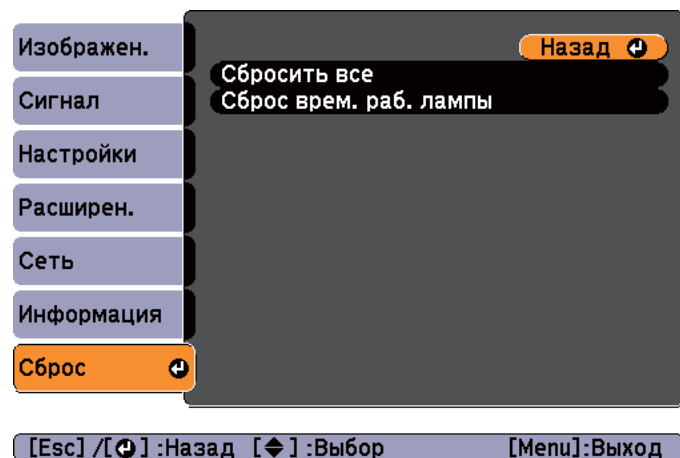 Изображен.
Сигнал
Настройки
Расширен.
Сеть
Информация
Сброс
Назад
Сбросить все
Сброс врем. раб. лампы
[Esc] /[ ] :Назад [ ] :Выбор [Menu]:Выход